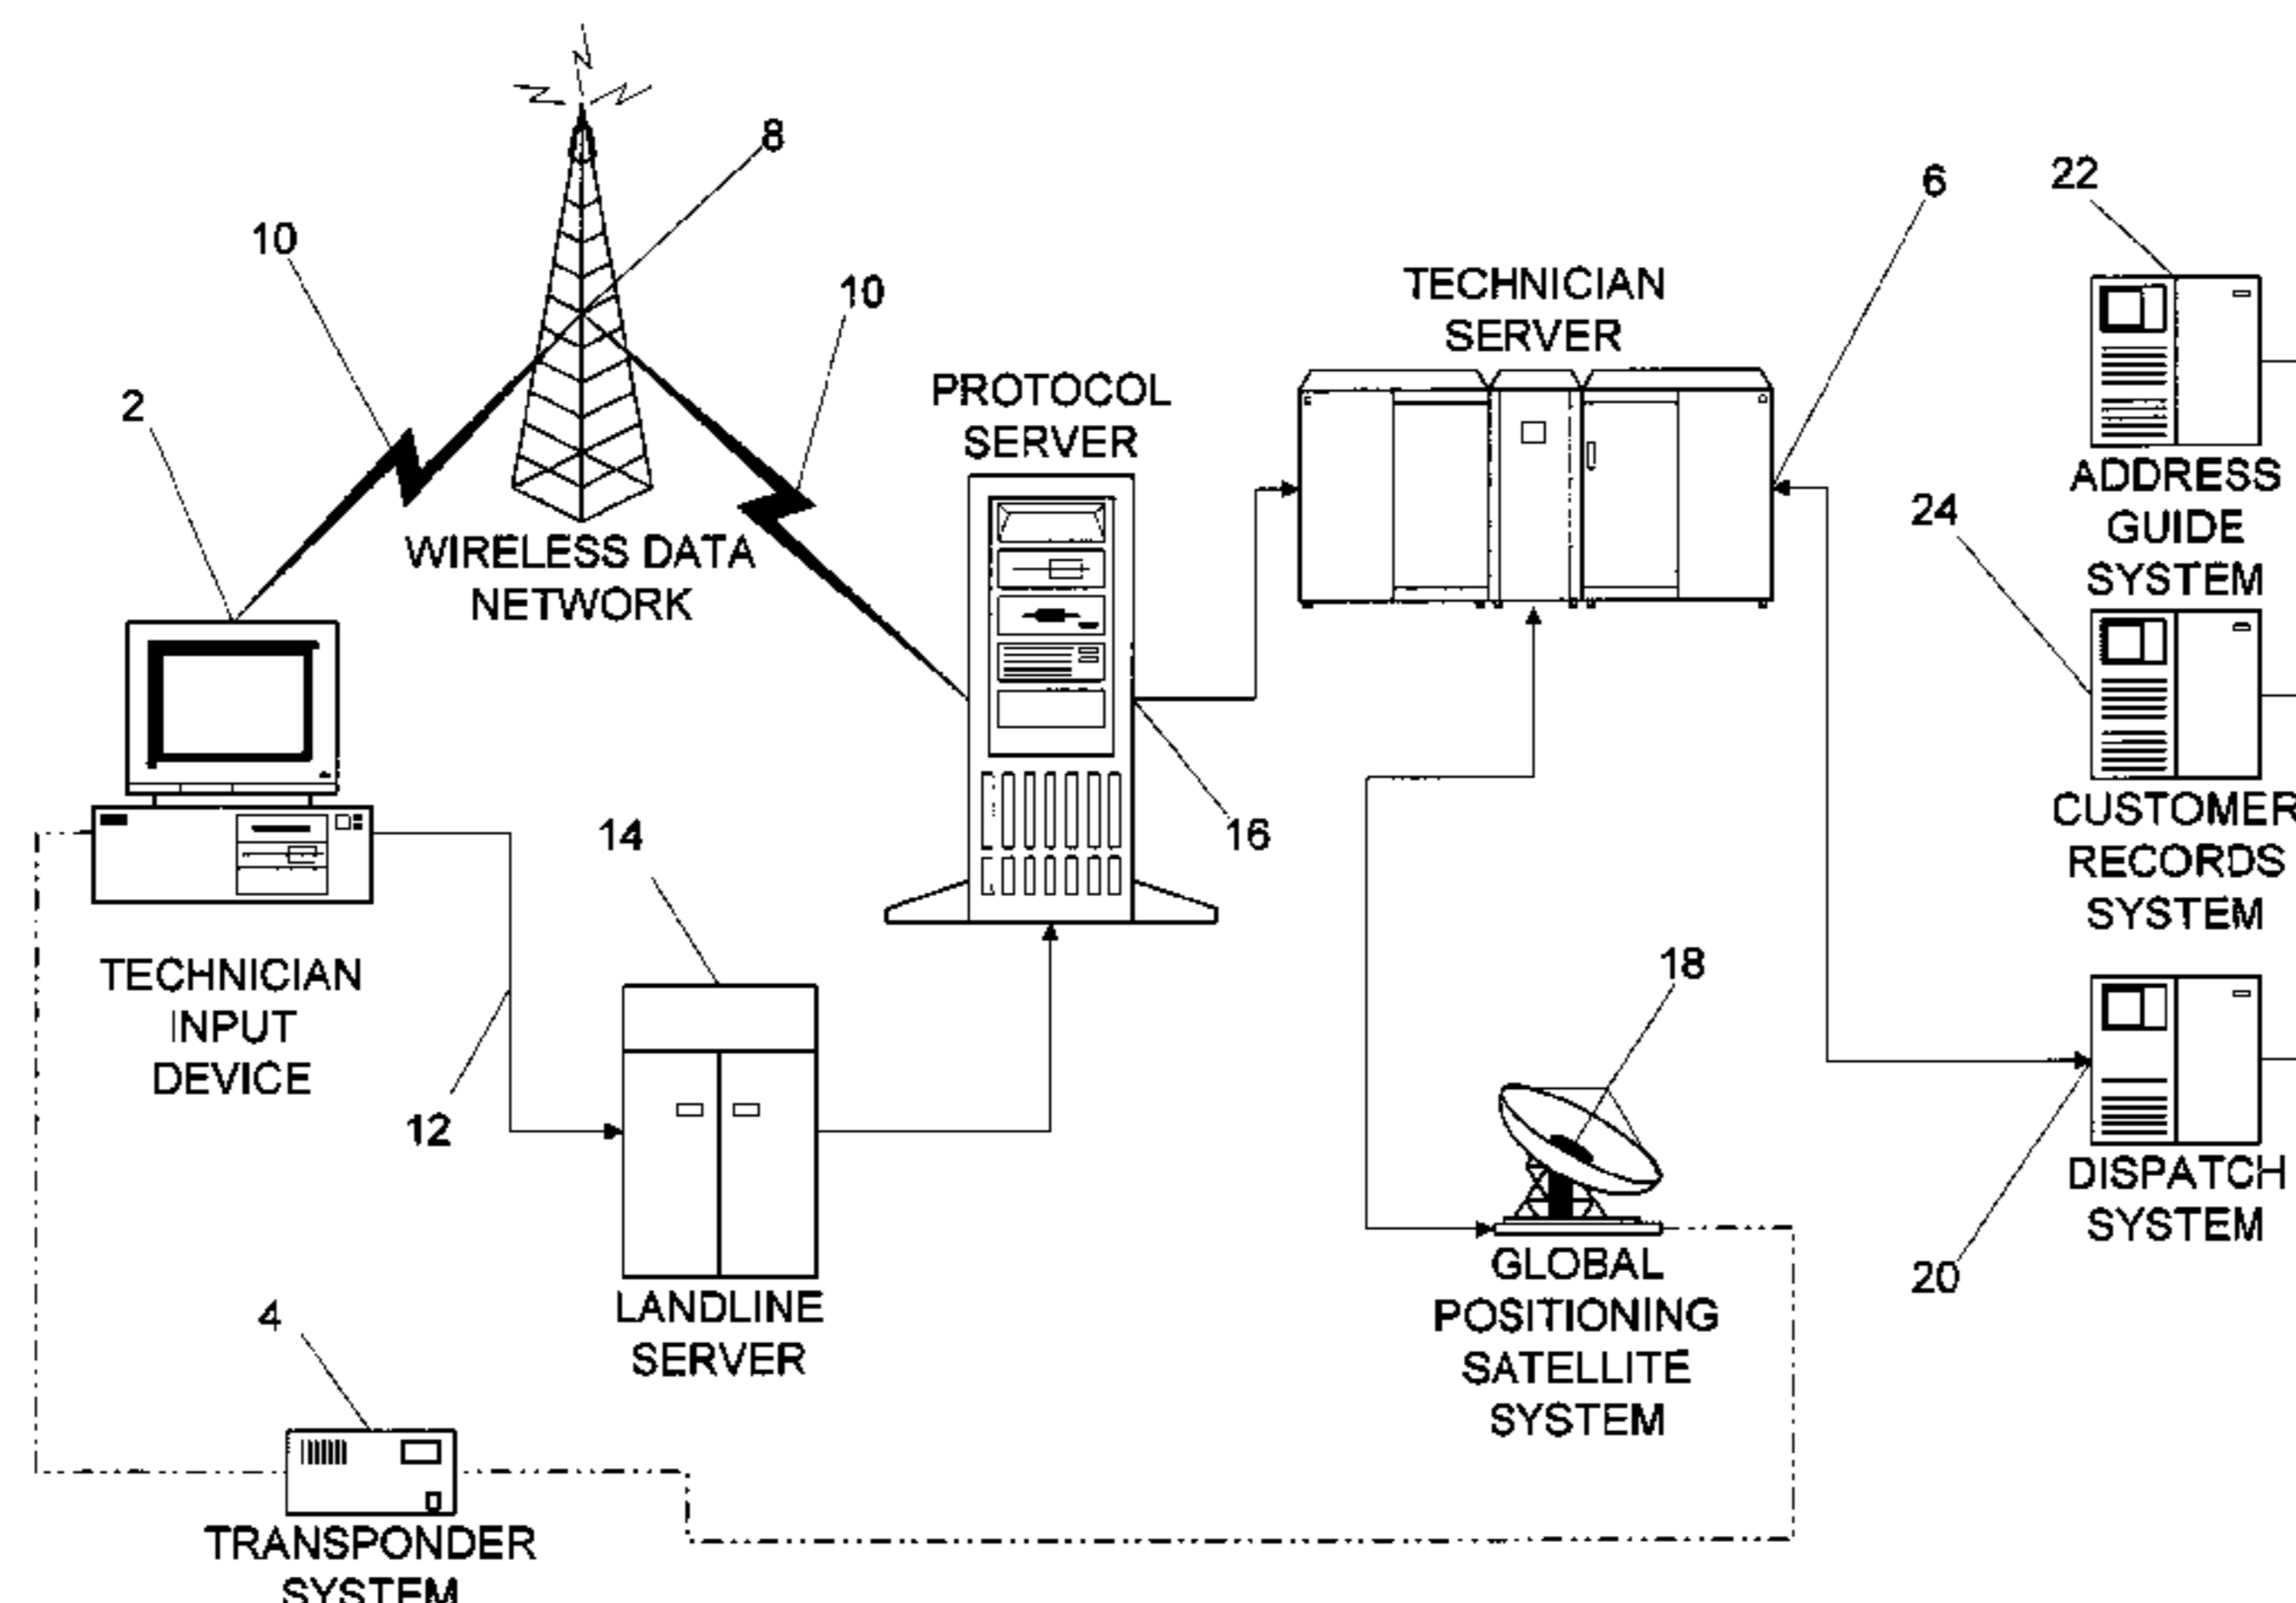 8
10
10
2
WIRELESS DATA
NETWORK
PROTOCOL
SERVER
TECHNICIAN
SERVER
6
22
ADDRESS
GUIDE
SYSTEM
24
CUSTOMER
RECORDS
SYSTEM
16
14
TECHNICIAN
INPUT
DEVICE
12
18
LANDLINE
SERVER
GLOBAL
POSITIONING
SATELLITE
SYSTEM
DISPATCH
SYSTEM
20
4
TRANSPONDER
SYSTEM